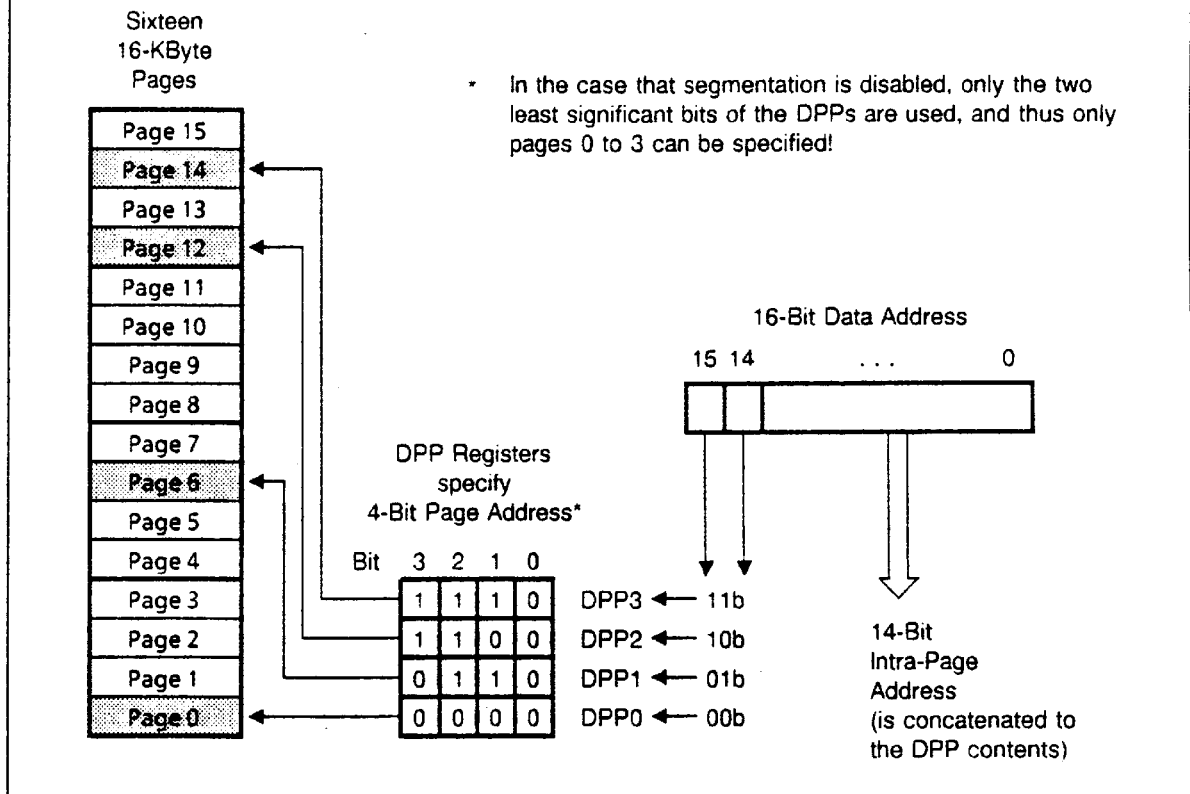 Sixteen
16-KByte
Pages
* In the case that segmentation is disabled, only the two
least significant bits of the DPPs are used, and thus only
pages 0 to 3 can be specified!
Page 15
Page 14
Page 13
Page 12
Page 11
Page 10
Page 9
Page 8
Page 7
Page 6
Page 5
Page 4
Page 3
Page 2
Page 1
Page 0
16-Bit Data Address
15 14 ... 0
DPP Registers
specify
4-Bit Page Address*
Bit 3 2 1 0
1 1 1 0 DPP3 11b
1 1 0 0 DPP2 10b
0 1 1 0 DPP1 01b
0 0 0 0 DPP0 00b
14-Bit
Intra-Page
Address
(is concatenated to
the DPP contents)